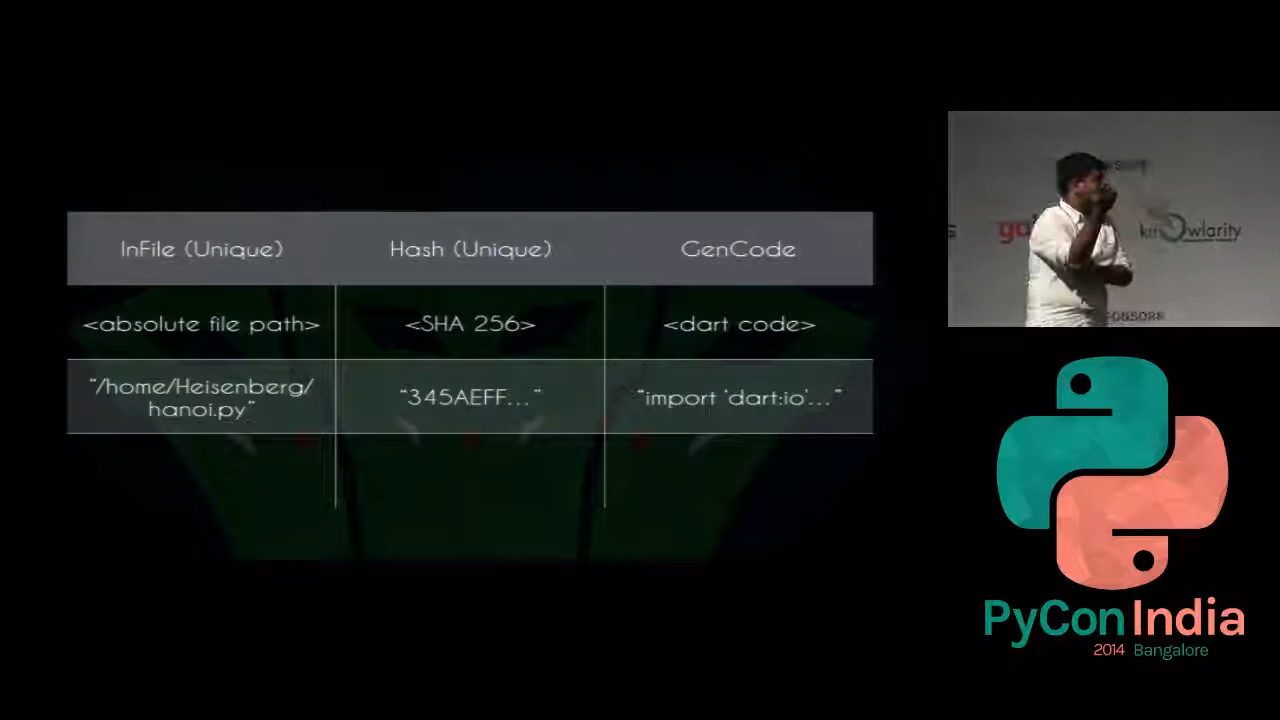 InFile (Unique) Hash (Unique) GenCode
<absolute file path> <SHA 256> <dart code>
"/home/Heisenberg/
hanoi.py" "345AEFF..." "import 'dart:io'..."
knowlarity
PyCon India
2014 Bangalore